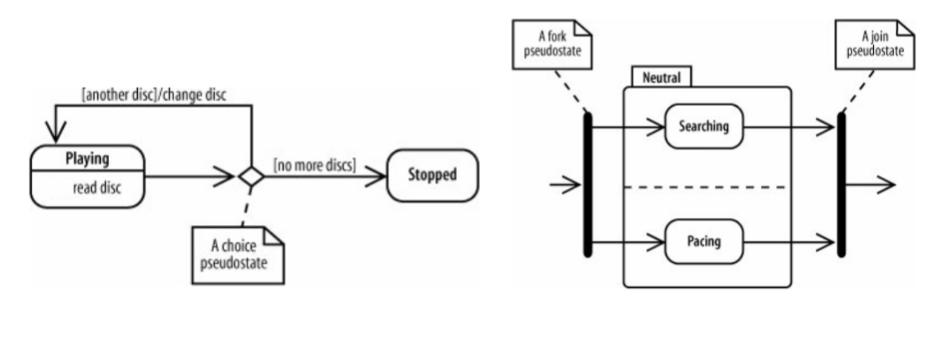 [another disc]/change disc
Playing
read disc
[no more discs]
Stopped
A choice
pseudostate
A fork
pseudostate
A join
pseudostate
Neutral
Searching
Pacing